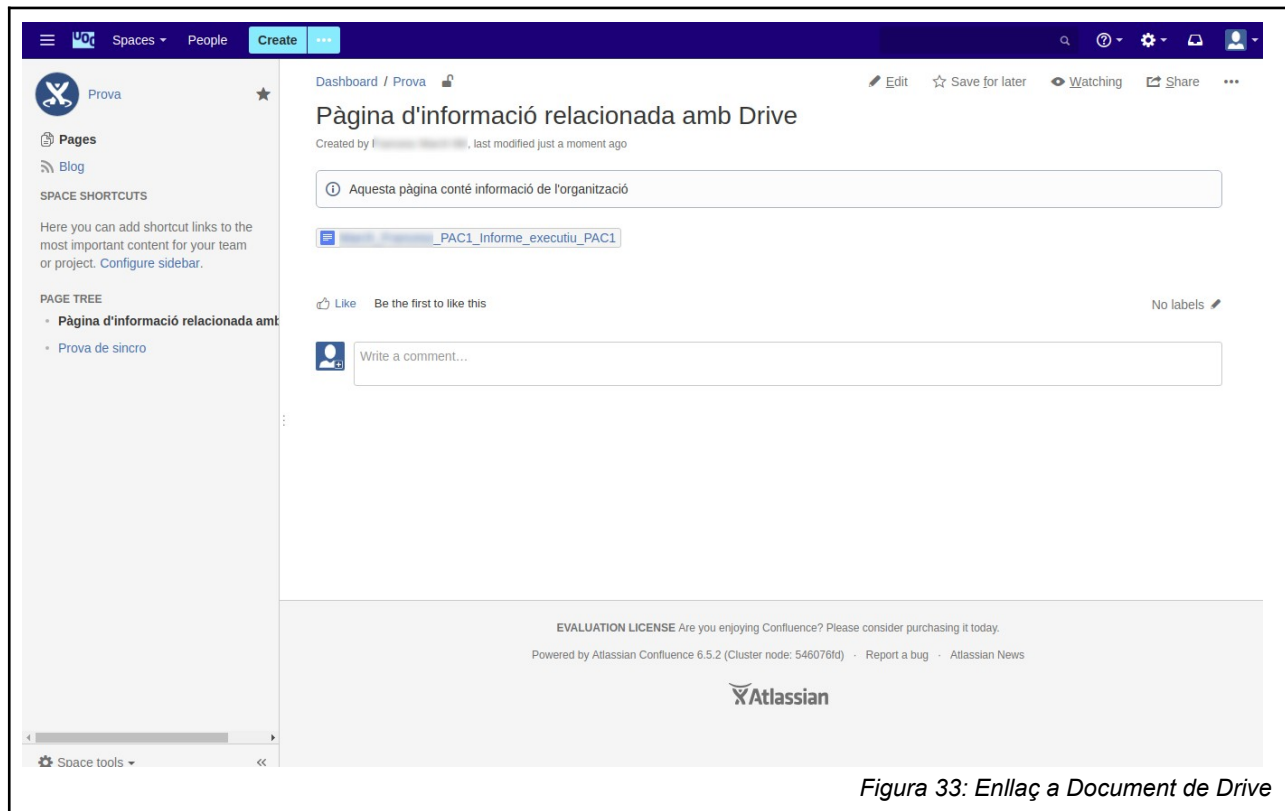 UOC Spaces People Create ...
Prova
Pages
Blog
SPACE SHORTCUTS
Here you can add shortcut links to the
most important content for your team
or project. Configure sidebar.
PAGE TREE
Pàgina d'informació relacionada amb
Prova de sincro
Space tools
Dashboard / Prova
Edit Save for later Watching Share ...
Pàgina d'informació relacionada amb Drive
Created by , last modified just a moment ago
Aquesta pàgina conté informació de l'organització
_PAC1_Informe_executiu_PAC1
Like Be the first to like this
No labels
Write a comment…
EVALUATION LICENSE Are you enjoying Confluence? Please consider purchasing it today.
Powered by Atlassian Confluence 6.5.2 (Cluster node: 546076fd) · Report a bug · Atlassian News
Atlassian
Figura 33: Enllaç a Document de Drive